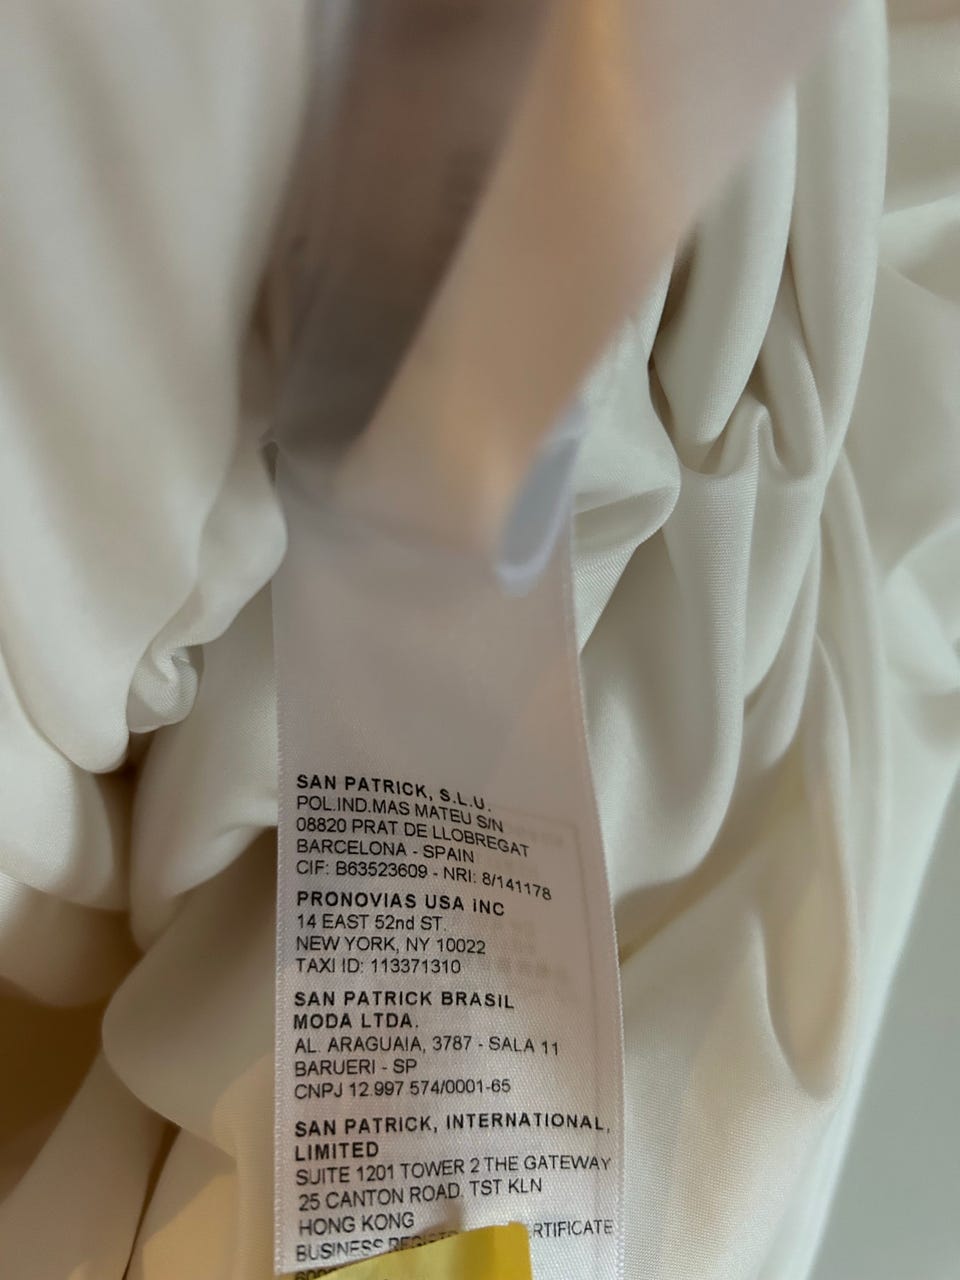 SAN PATRICK, S.L.U.
POL.IND.MAS MATEU S/N
08820 PRAT DE LLOBREGAT
BARCELONA - SPAIN
CIF: B63523609 - NRI: 8/141178
PRONOVIAS USA INC
14 EAST 52nd ST.
NEW YORK, NY 10022
TAXI ID: 113371310
SAN PATRICK BRASIL
MODA LTDA.
AL. ARAGUAIA, 3787 - SALA 11
BARUERI - SP
CNPJ 12.997 574/0001-65
SAN PATRICK, INTERNATIONAL,
LIMITED
SUITE 1201 TOWER 2 THE GATEWAY
25 CANTON ROAD. TST KLN
HONG KONG
BUSINESS